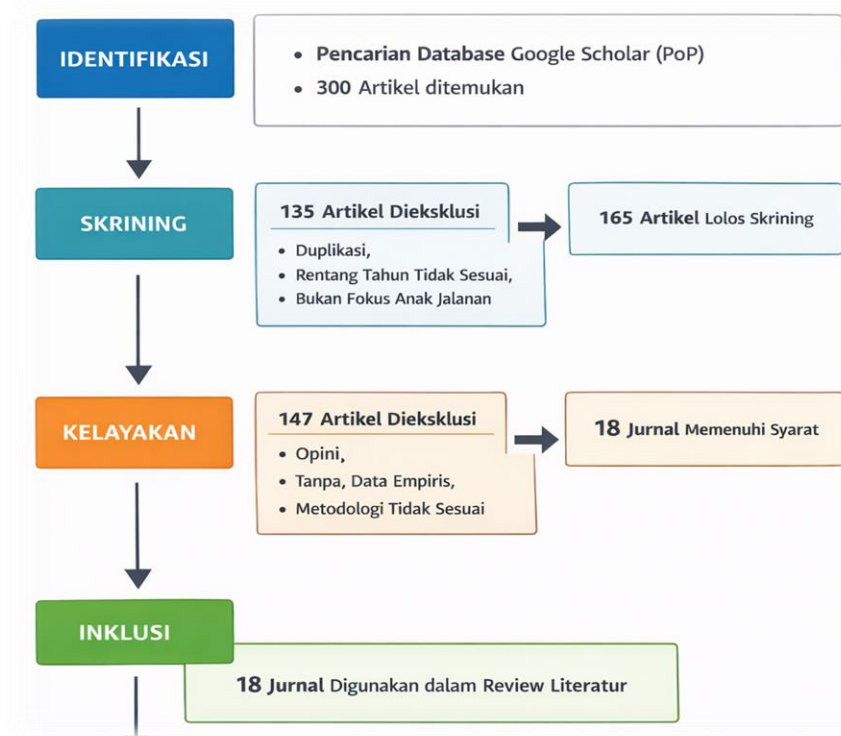 IDENTIFIKASI
• Pencarian Database Google Scholar (PoP)
• 300 Artikel ditemukan
SKRINING
135 Artikel Dieksklusi
• Duplikasi,
• Rentang Tahun Tidak Sesuai,
• Bukan Fokus Anak Jalanan
165 Artikel Lolos Skrining
KELAYAKAN
147 Artikel Dieksklusi
• Opini,
• Tanpa, Data Empiris,
• Metodologi Tidak Sesuai
18 Jurnal Memenuhi Syarat
INKLUSI
18 Jurnal Digunakan dalam Review Literatur